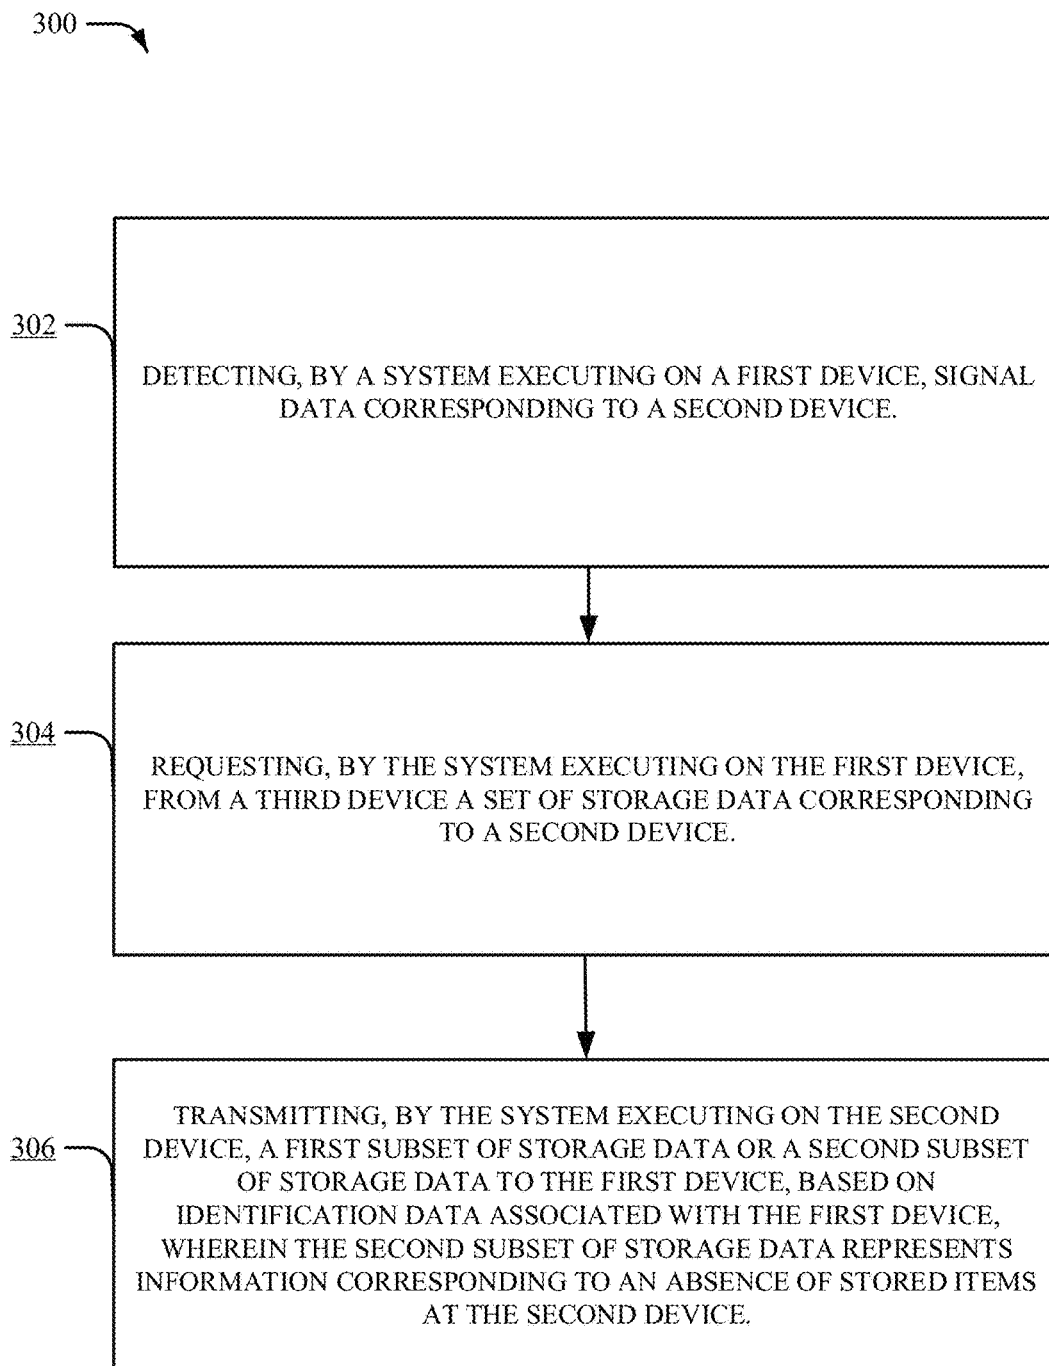 300
302
DETECTING, BY A SYSTEM EXECUTING ON A FIRST DEVICE, SIGNAL
DATA CORRESPONDING TO A SECOND DEVICE.
304
REQUESTING, BY THE SYSTEM EXECUTING ON THE FIRST DEVICE,
FROM A THIRD DEVICE A SET OF STORAGE DATA CORRESPONDING
TO A SECOND DEVICE.
306
TRANSMITTING, BY THE SYSTEM EXECUTING ON THE SECOND
DEVICE, A FIRST SUBSET OF STORAGE DATA OR A SECOND SUBSET
OF STORAGE DATA TO THE FIRST DEVICE, BASED ON
IDENTIFICATION DATA ASSOCIATED WITH THE FIRST DEVICE,
WHEREIN THE SECOND SUBSET OF STORAGE DATA REPRESENTS
INFORMATION CORRESPONDING TO AN ABSENCE OF STORED ITEMS
AT THE SECOND DEVICE.